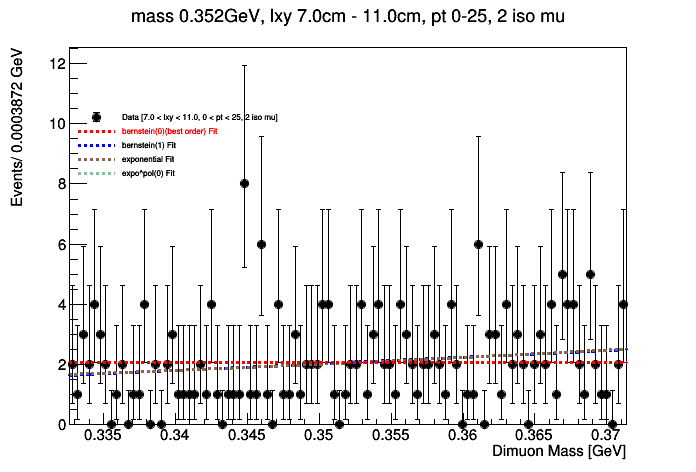 mass 0.352GeV, lxy 7.0cm - 11.0cm, pt 0-25, 2 iso mu
Events/ 0.0003872 GeV
12
10
8
6
4
2
0
Data [7.0 < lxy < 11.0, 0 < pt < 25, 2 iso mu]
bernstein(0)(best order) Fit
bernstein(1) Fit
exponential Fit
expo*pol(0) Fit
0.335 0.34 0.345 0.35 0.355 0.36 0.365 0.37
Dimuon Mass [GeV]